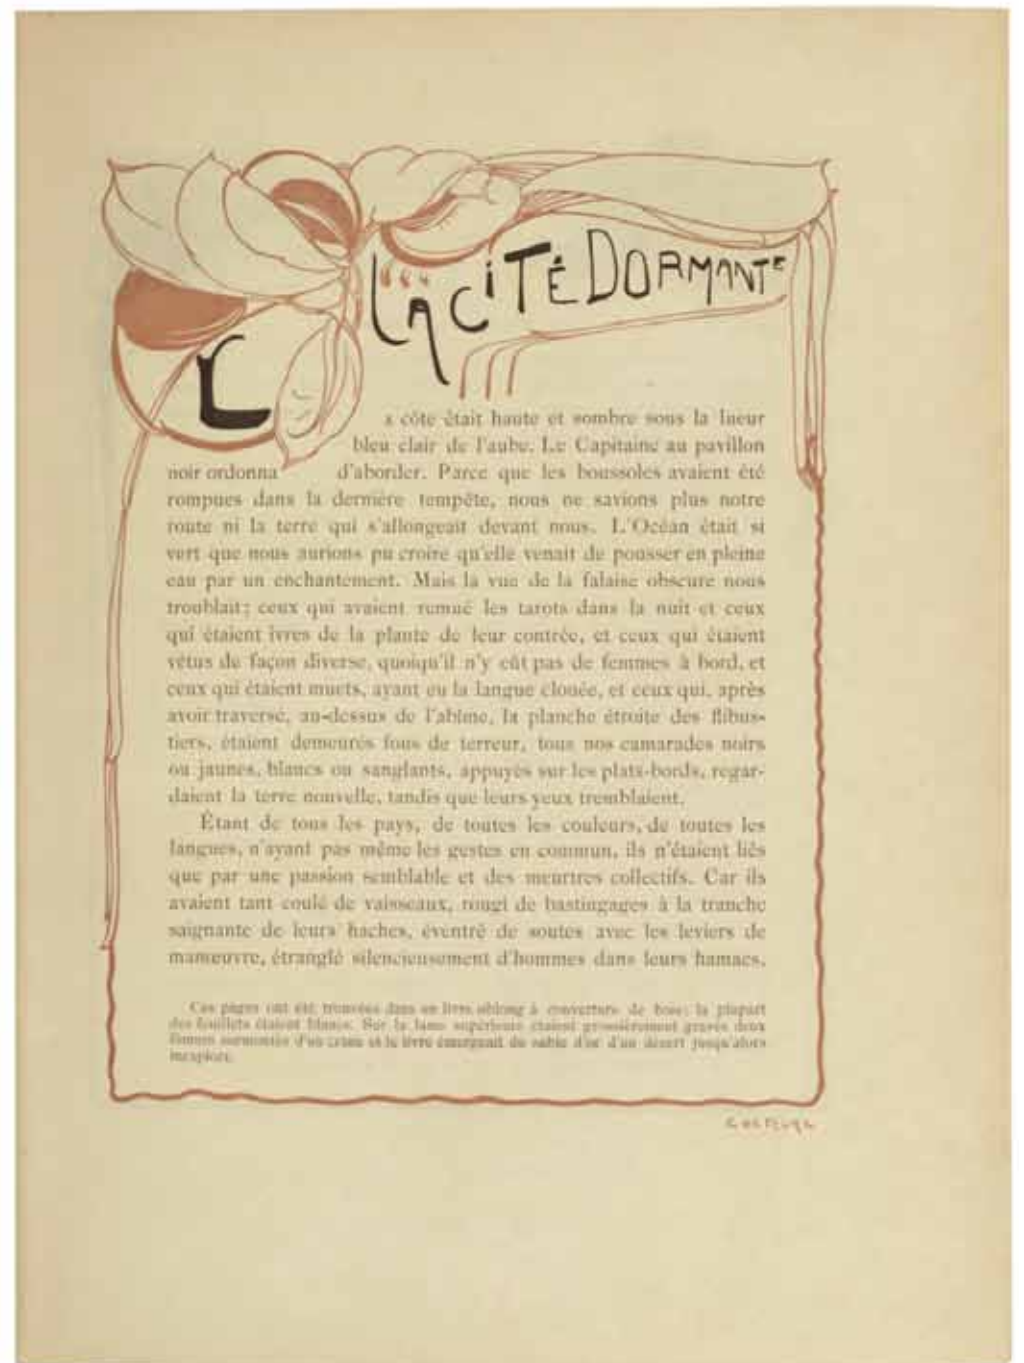 LA CITÉ DORMANTE
La côte était haute et sombre sous la lueur
bleu clair de l'aube. Le Capitaine au pavillon
noir ordonna d'aborder. Parce que les boussoles avaient été
rompues dans la dernière tempête, nous ne savions plus notre
route ni la terre qui s'allongeait devant nous. L'Océan était si
vert que nous aurions pu croire qu'elle venait de pousser en pleine
eau par un enchantement. Mais la vue de la falaise obscure nous
troublait; ceux qui avaient remué les tarots dans la nuit et ceux
qui étaient ivres de la plante de leur contrée, et ceux qui étaient
vêtus de façon diverse, quoiqu'il n'y eût pas de femmes à bord, et
ceux qui étaient muets, ayant eu la langue clouée, et ceux qui, après
avoir traversé, au-dessus de l'abîme, la planche étroite des flibus-
tiers, étaient demeurés fous de terreur, tous nos camarades noirs
ou jaunes, blancs ou sanglants, appuyés sur les plats-bords, regar-
daient la terre nouvelle, tandis que leurs yeux tremblaient.
Étant de tous les pays, de toutes les couleurs, de toutes les
langues, n'ayant pas même les gestes en commun, ils n'étaient liés
que par une passion semblable et des meurtres collectifs. Car ils
avaient tant coulé de vaisseaux, rougi de bastingages à la tranche
saignante de leurs haches, éventré de soutes avec les leviers de
manœuvre, étranglé silencieusement d'hommes dans leurs hamacs,
Ces pages ont été trouvées dans un livre oblong à couverture de bois; la plupart
des feuillets étaient blancs. Sur la lame supérieure étaient grossièrement gravés deux
fémurs surmontés d'un crâne et le livre émergeait du sable d'or d'un désert jusqu'alors
inexploré.